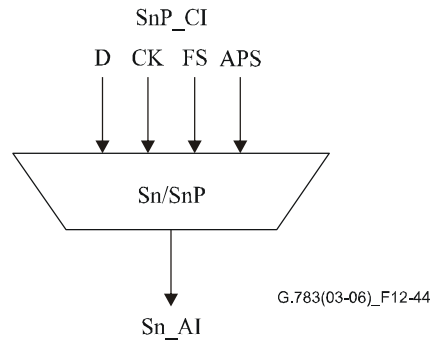 SnP_CI
D CK FS APS
Sn/SnP
G.783(03-06)_F12-44
Sn_AI